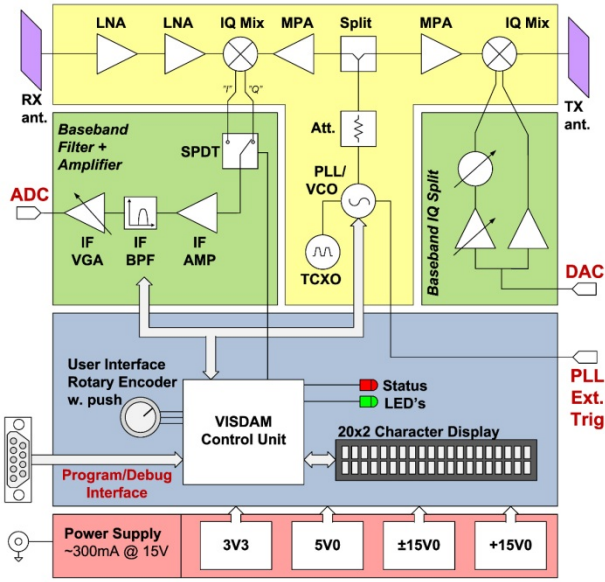 LNA
LNA
IQ Mix
MPA
Split
MPA
IQ Mix
RX
ant.
"I"
"Q"
TX
ant.
Baseband
Filter +
Amplifier
SPDT
Att.
PLL/
VCO
ADC
IF
VGA
IF
BPF
IF
AMP
TCXO
Baseband IQ Split
DAC
User Interface
Rotary Encoder
w. push
VISDAM
Control Unit
Status
LED's
PLL
Ext.
Trig
20x2 Character Display
Program/Debug
Interface
Power Supply
~300mA @ 15V
3V3
5V0
±15V0
+15V0